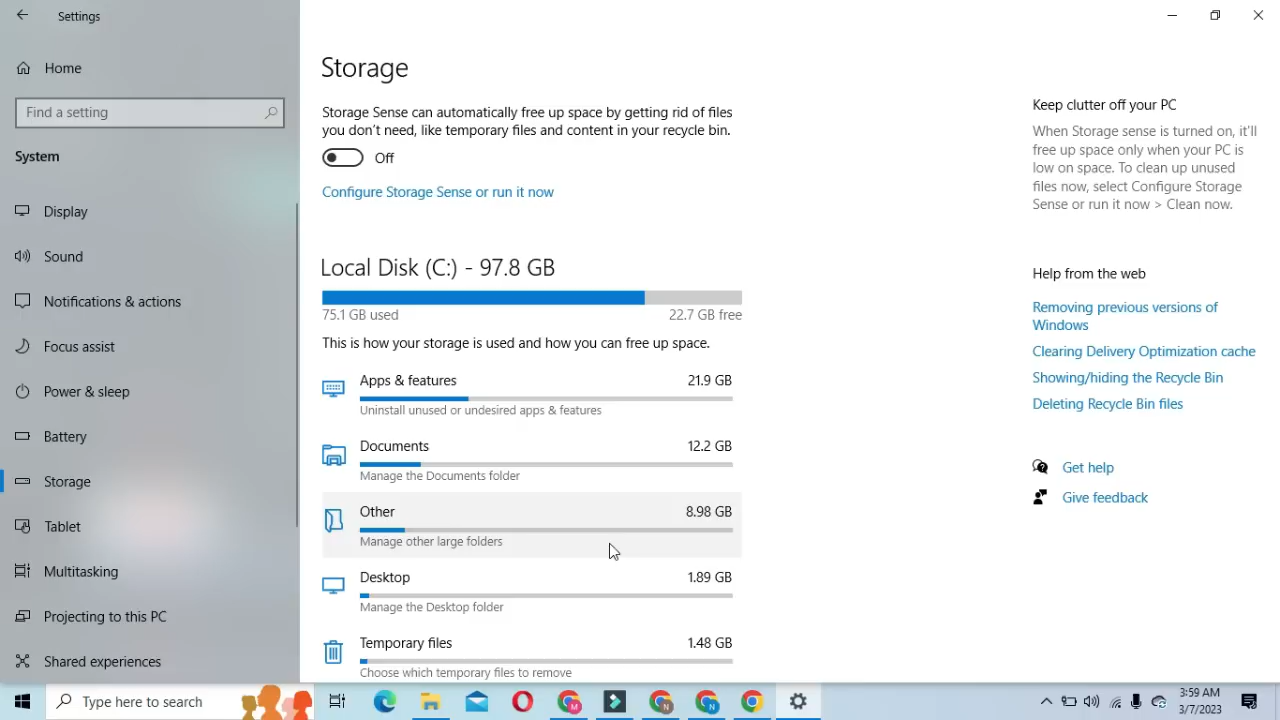 Settings
Home
Find a setting
System
Display
Sound
Notifications & actions
Focus assist
Power & sleep
Battery
Storage
Tablet
Multitasking
Projecting to this PC
Shared experiences
Storage
Storage Sense can automatically free up space by getting rid of files
you don't need, like temporary files and content in your recycle bin.
Off
Configure Storage Sense or run it now
Local Disk (C:) - 97.8 GB
75.1 GB used
22.7 GB free
This is how your storage is used and how you can free up space.
Apps & features
21.9 GB
Uninstall unused or undesired apps & features
Documents
12.2 GB
Manage the Documents folder
Other
8.98 GB
Manage other large folders
Desktop
1.89 GB
Manage the Desktop folder
Temporary files
1.48 GB
Choose which temporary files to remove
Keep clutter off your PC
When Storage sense is turned on, it'll
free up space only when your PC is
low on space. To clean up unused
files now, select Configure Storage
Sense or run it now > Clean now.
Help from the web
Removing previous versions of
Windows
Clearing Delivery Optimization cache
Showing/hiding the Recycle Bin
Deleting Recycle Bin files
Get help
Give feedback
Type here to search
M
N
N
3:59 AM
3/7/2023